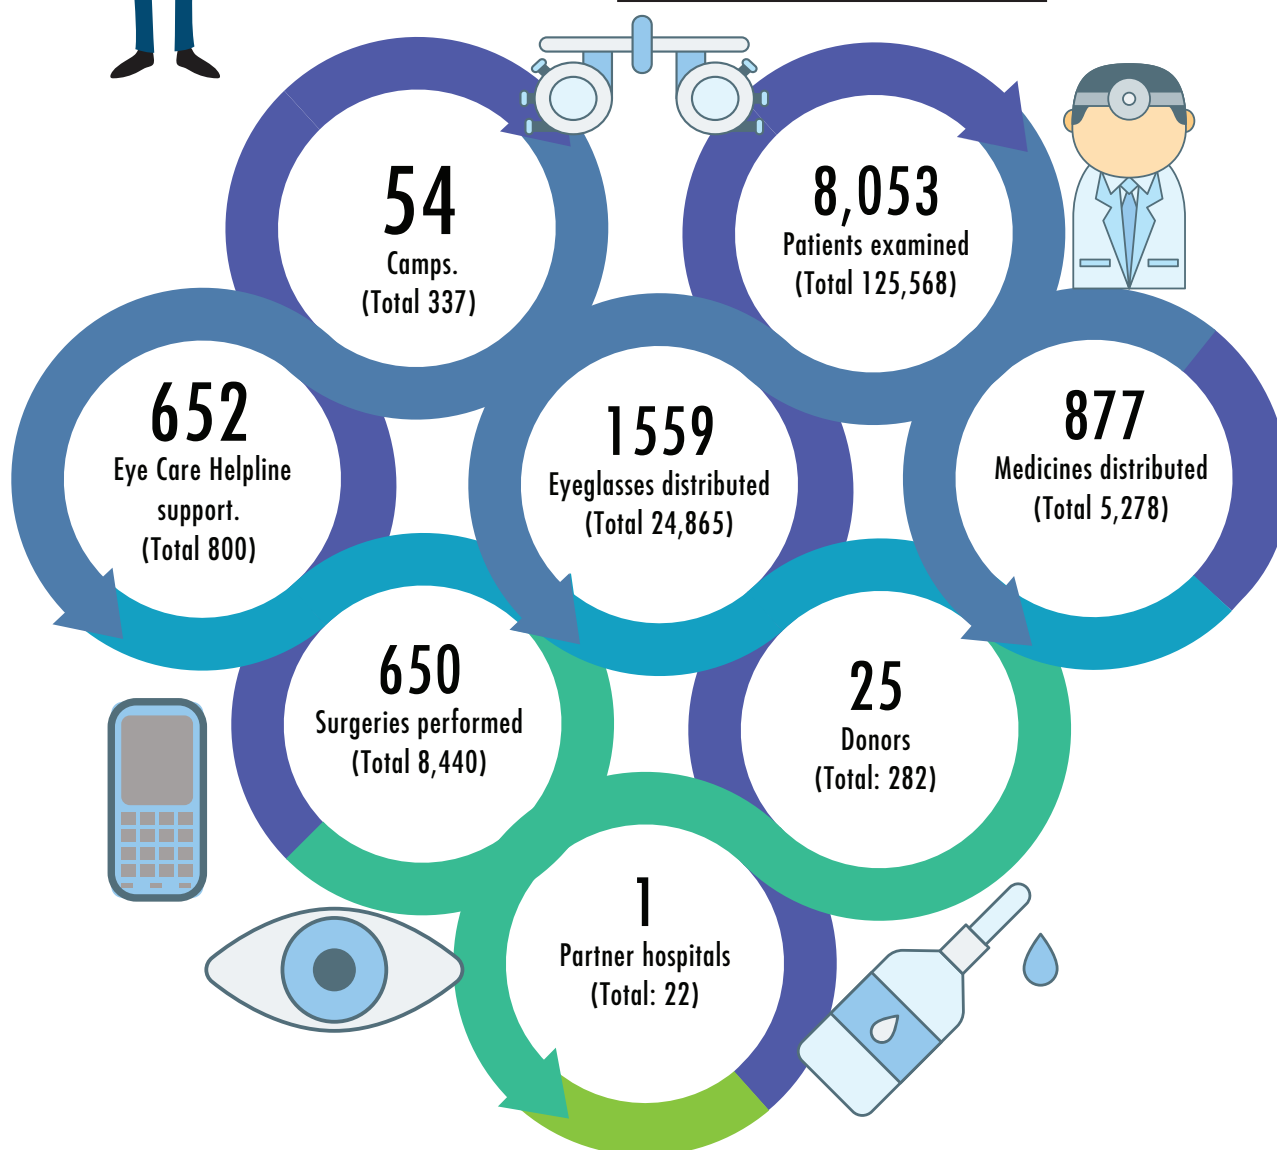 54
Camps.
(Total 337)
8,053
Patients examined
(Total 125,568)
652
Eye Care Helpline
support.
(Total 800)
1559
Eyeglasses distributed
(Total 24,865)
877
Medicines distributed
(Total 5,278)
650
Surgeries performed
(Total 8,440)
25
Donors
(Total: 282)
1
Partner hospitals
(Total: 22)